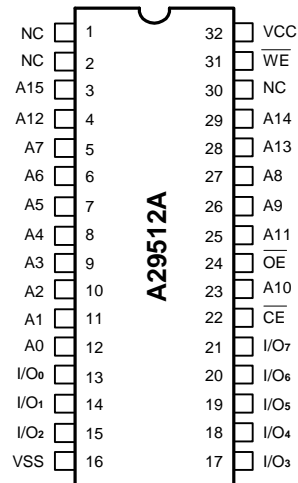 NC 1 32 VCC
NC 2 31 W̅E̅
A15 3 30 NC
A12 4 29 A14
A7 5 28 A13
A6 6 27 A8
A5 7 26 A9
A4 8 25 A11
A3 9 24 O̅E̅
A2 10 23 A10
A1 11 22 C̅E̅
A0 12 21 I/O₇
I/O₀ 13 20 I/O₆
I/O₁ 14 19 I/O₅
I/O₂ 15 18 I/O₄
VSS 16 17 I/O₃
A29512A